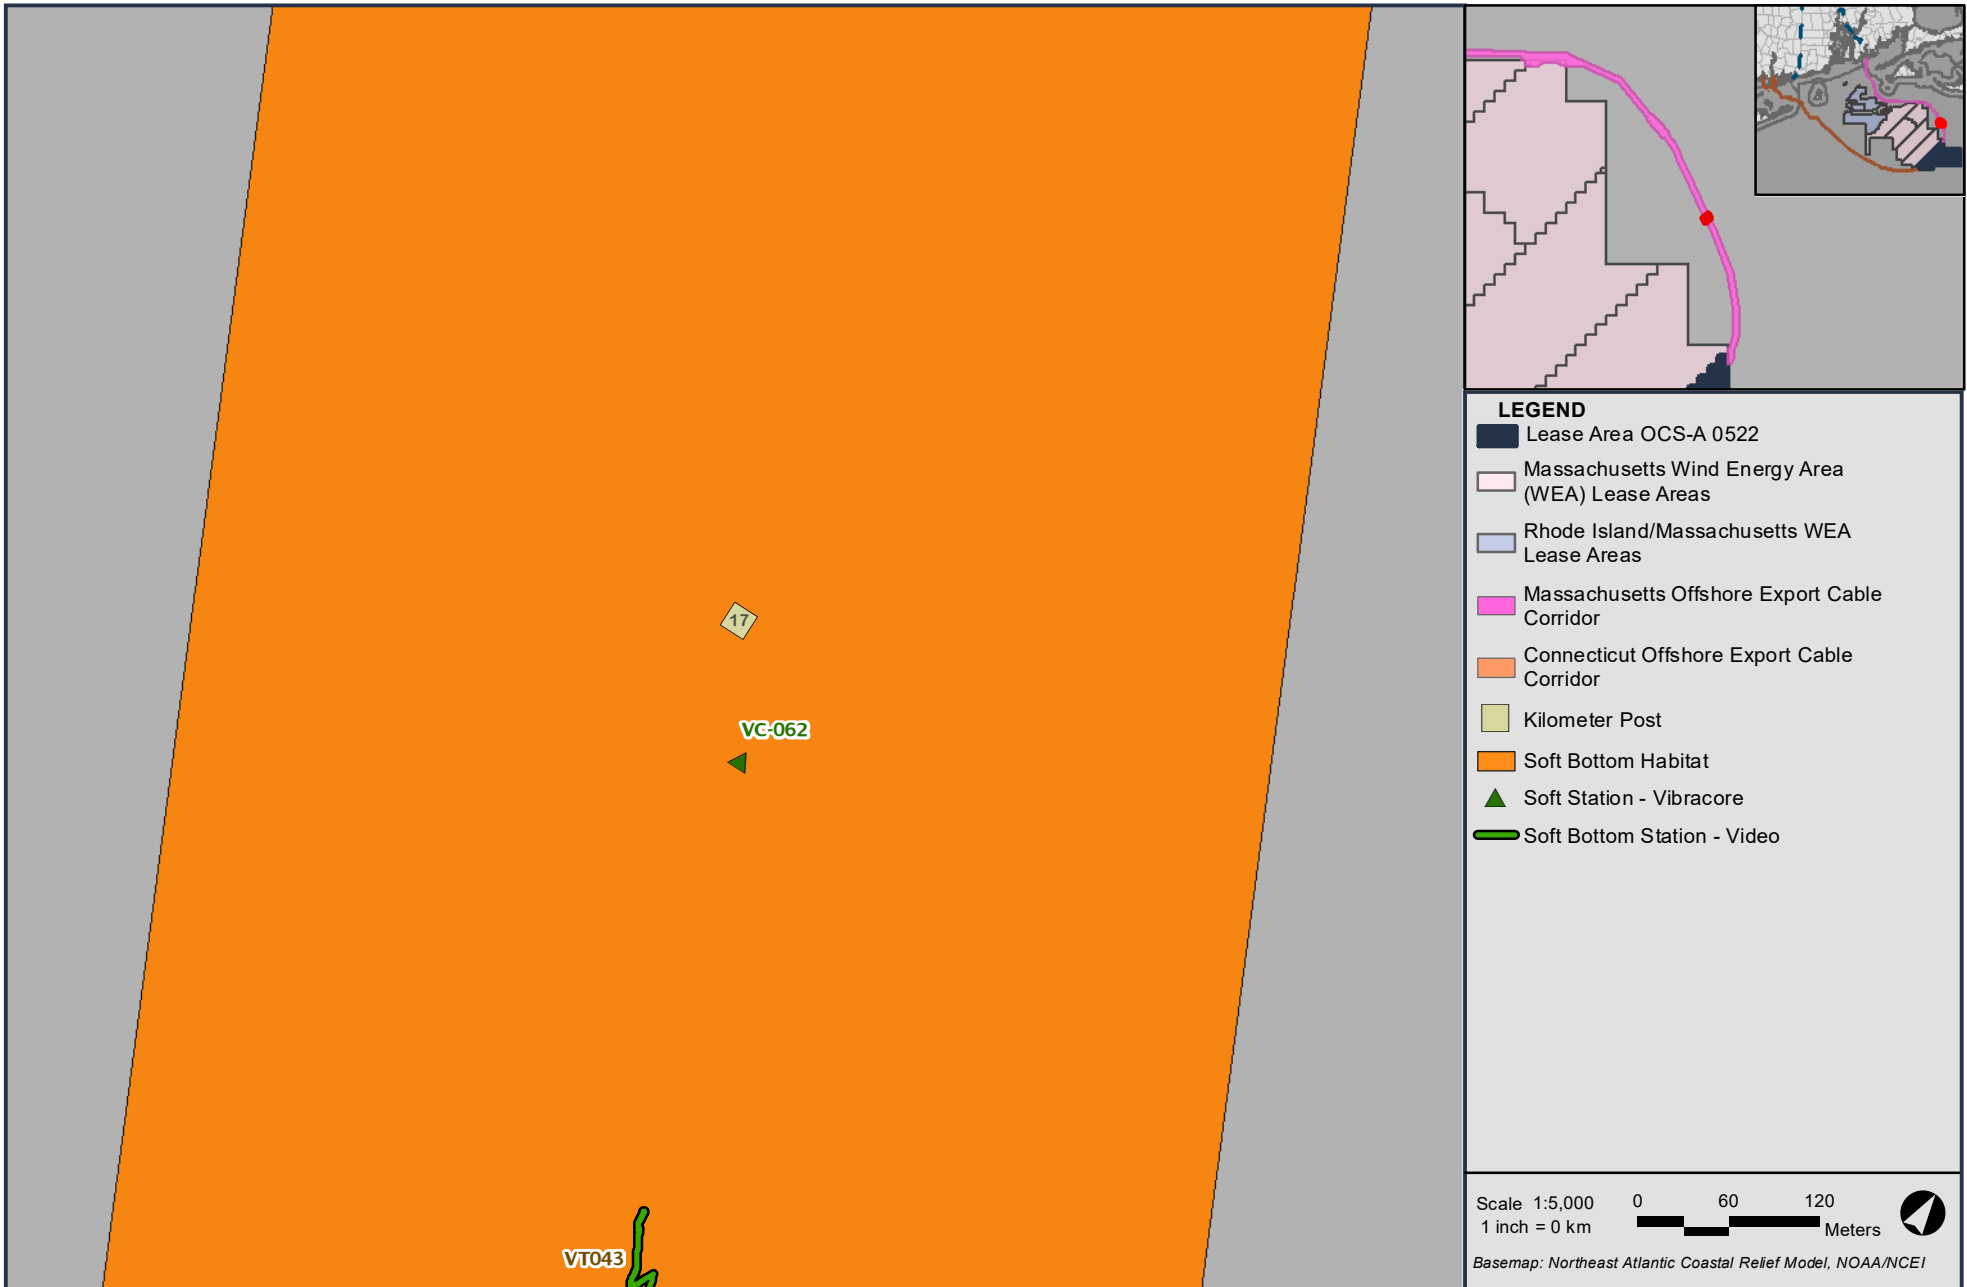 17
VC-062
VT043
LEGEND
Lease Area OCS-A 0522
Massachusetts Wind Energy Area
(WEA) Lease Areas
Rhode Island/Massachusetts WEA
Lease Areas
Massachusetts Offshore Export Cable
Corridor
Connecticut Offshore Export Cable
Corridor
Kilometer Post
Soft Bottom Habitat
Soft Station - Vibracore
Soft Bottom Station - Video
Scale 1:5,000
1 inch = 0 km
0 60 120
Meters
Basemap: Northeast Atlantic Coastal Relief Model, NOAA/NCEI